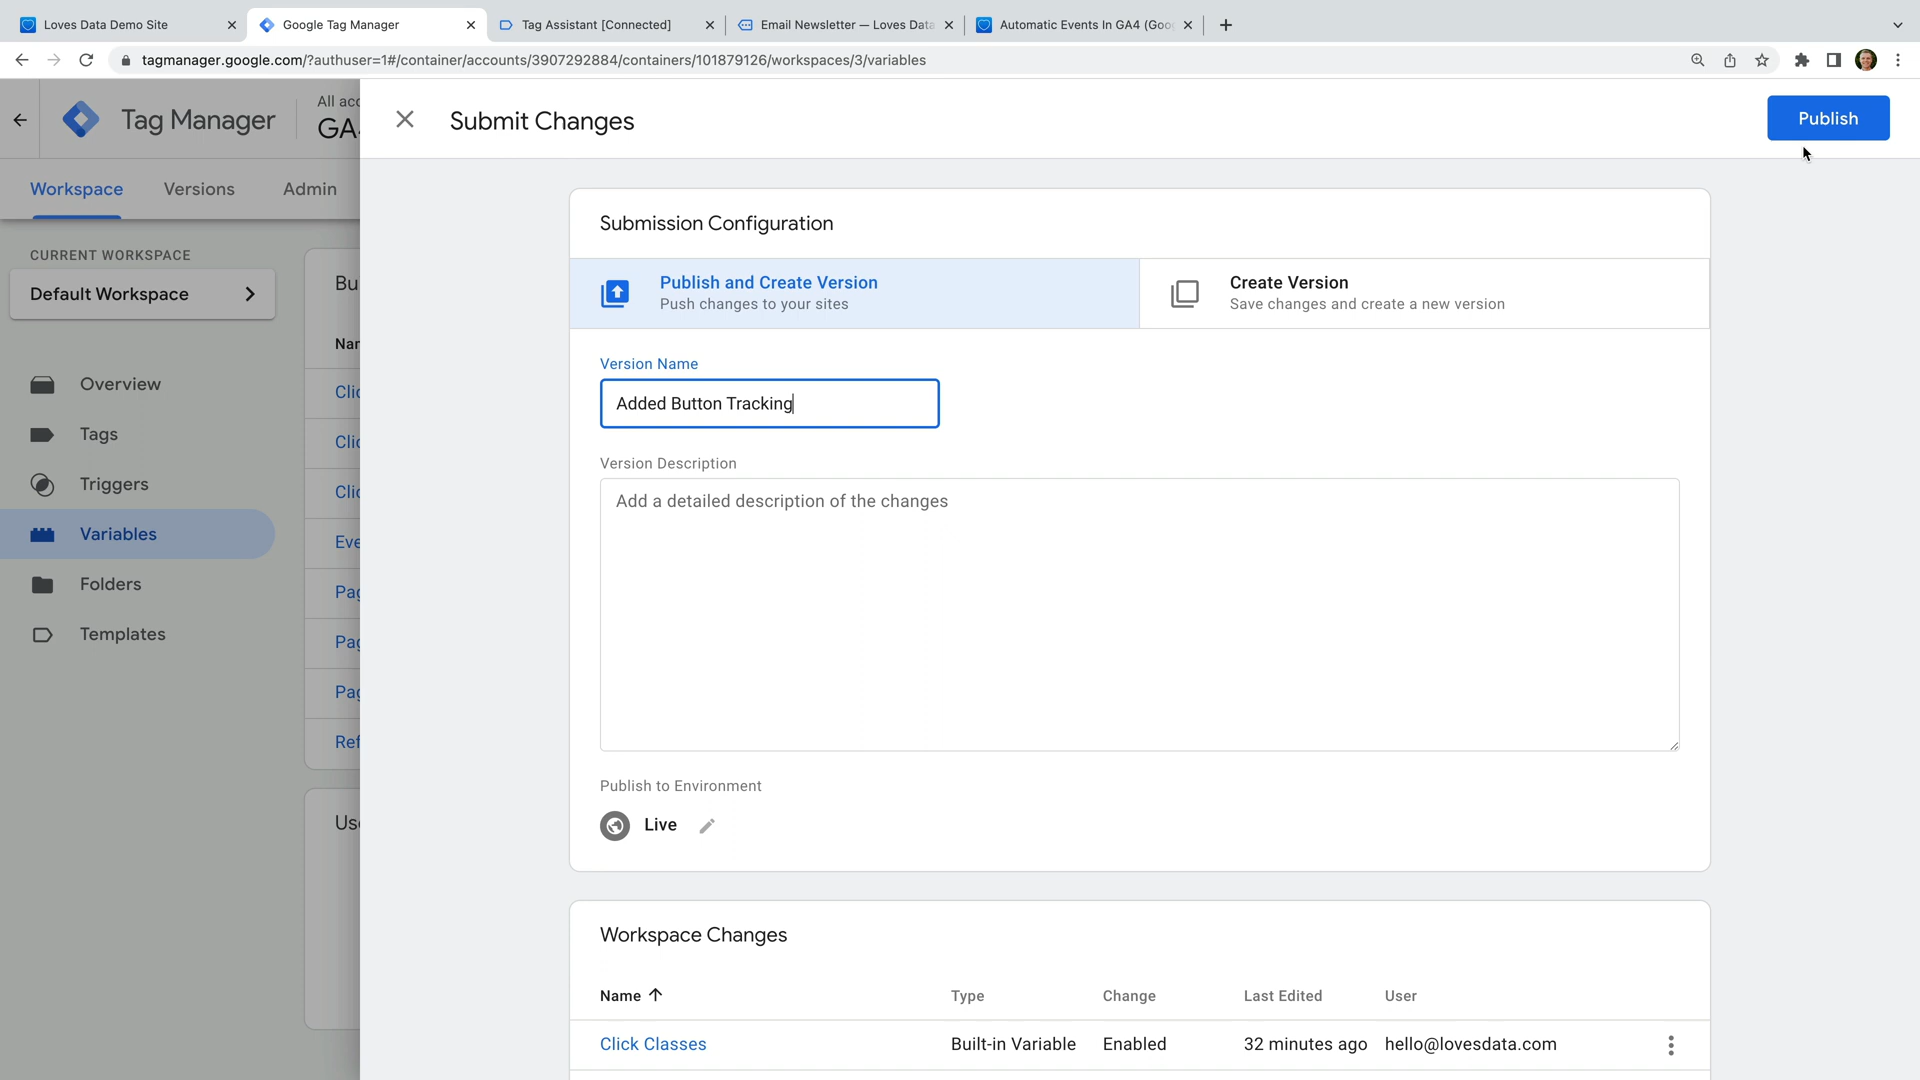 Loves Data Demo Site
Google Tag Manager
Tag Assistant [Connected]
Email Newsletter — Loves Data
Automatic Events In GA4 (Goo
tagmanager.google.com/?authuser=1#/container/accounts/3907292884/containers/101879126/workspaces/3/variables
Tag Manager
All acc
GA4
Submit Changes
Publish
Workspace
Versions
Admin
CURRENT WORKSPACE
Default Workspace
Overview
Tags
Triggers
Variables
Folders
Templates
Bu
Nar
Clic
Clic
Clic
Eve
Pag
Pag
Pag
Ref
Use
Submission Configuration
Publish and Create Version
Push changes to your sites
Create Version
Save changes and create a new version
Version Name
Added Button Tracking
Version Description
Add a detailed description of the changes
Publish to Environment
Live
Workspace Changes
Name Type Change Last Edited User
Click Classes Built-in Variable Enabled 32 minutes ago hello@lovesdata.com